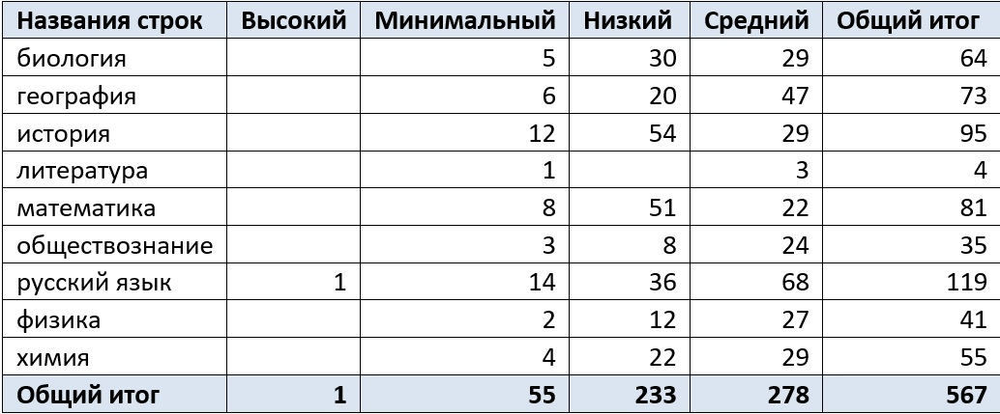 Названия строк Высокий Минимальный Низкий Средний Общий итог
биология 5 30 29 64
география 6 20 47 73
история 12 54 29 95
литература 1 3 4
математика 8 51 22 81
обществознание 3 8 24 35
русский язык 1 14 36 68 119
физика 2 12 27 41
химия 4 22 29 55
Общий итог 1 55 233 278 567